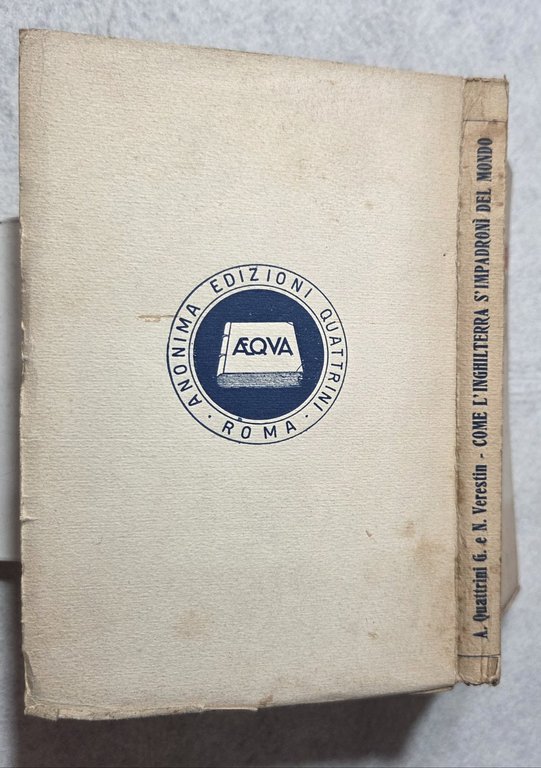 ANONIMA EDIZIONI QUATTRINI
· ROMA ·
ÆQVA
A. Quattrini G. e N. Verestin - COME L'INGHILTERRA S'IMPADRONÌ DEL MONDO